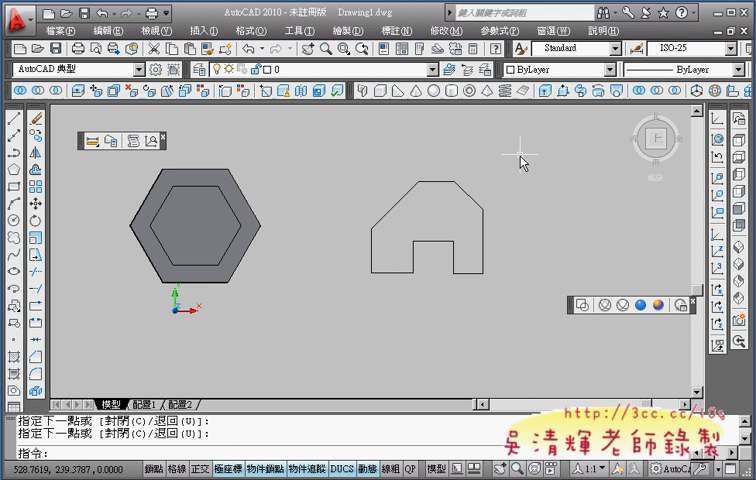 AutoCAD 2010 - 未註冊版 Drawing1.dwg
鍵入關鍵字或詞組
檔案(F) 編輯(E) 檢視(V) 插入(I) 格式(O) 工具(T) 繪製(D) 標註(N) 修改(M) 參數式(P) 視窗(W) 說明(H)
Standard ISO-25
AutoCAD 典型 0 ByLayer ByLayer
上
X
模型 配置1 配置2
指定下一點或 [封閉(C)/退回(U)]:
指定下一點或 [封閉(C)/退回(U)]:
http://3cc.cc/10g
吳清輝老師錄製
指令:
528.7619, 239.3787, 0.0000 鎖點 格線 正交 極座標 物件鎖點 物件追蹤 DUCS 動態 線粗 QP 模型 1:1 AutoCA